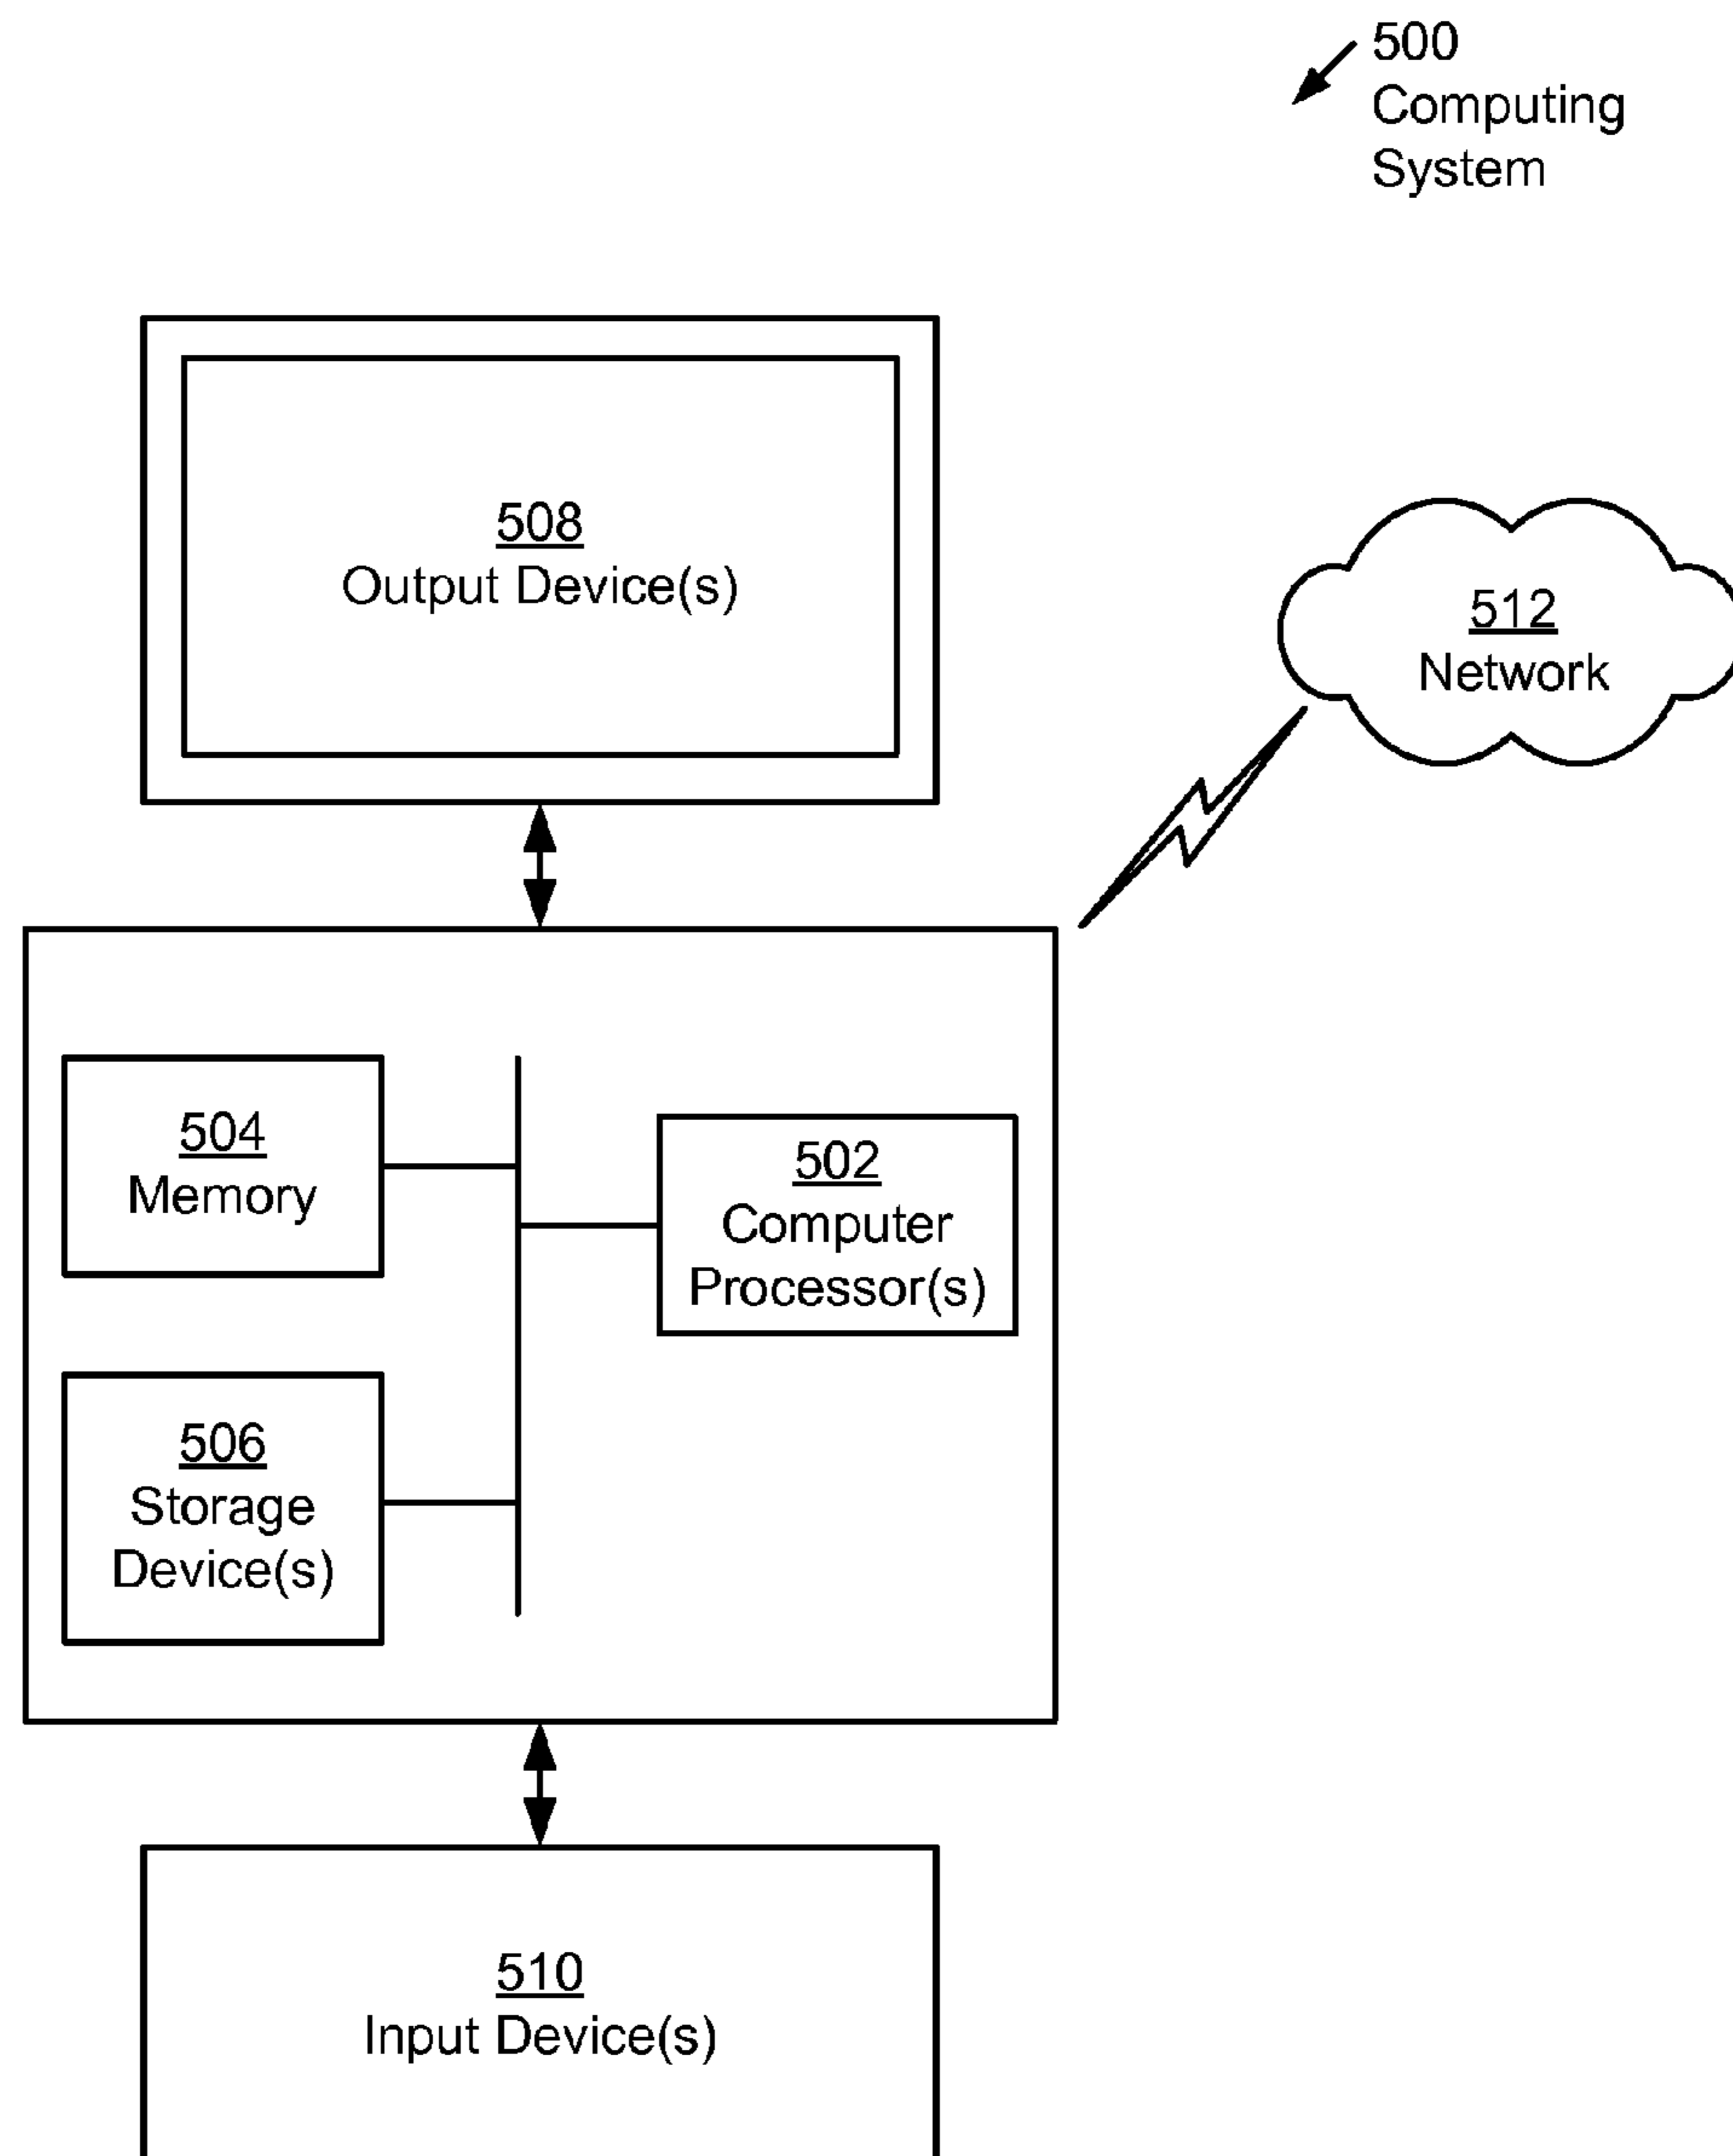 500
Computing
System
508
Output Device(s)
512
Network
504
Memory
502
Computer
Processor(s)
506
Storage
Device(s)
510
Input Device(s)